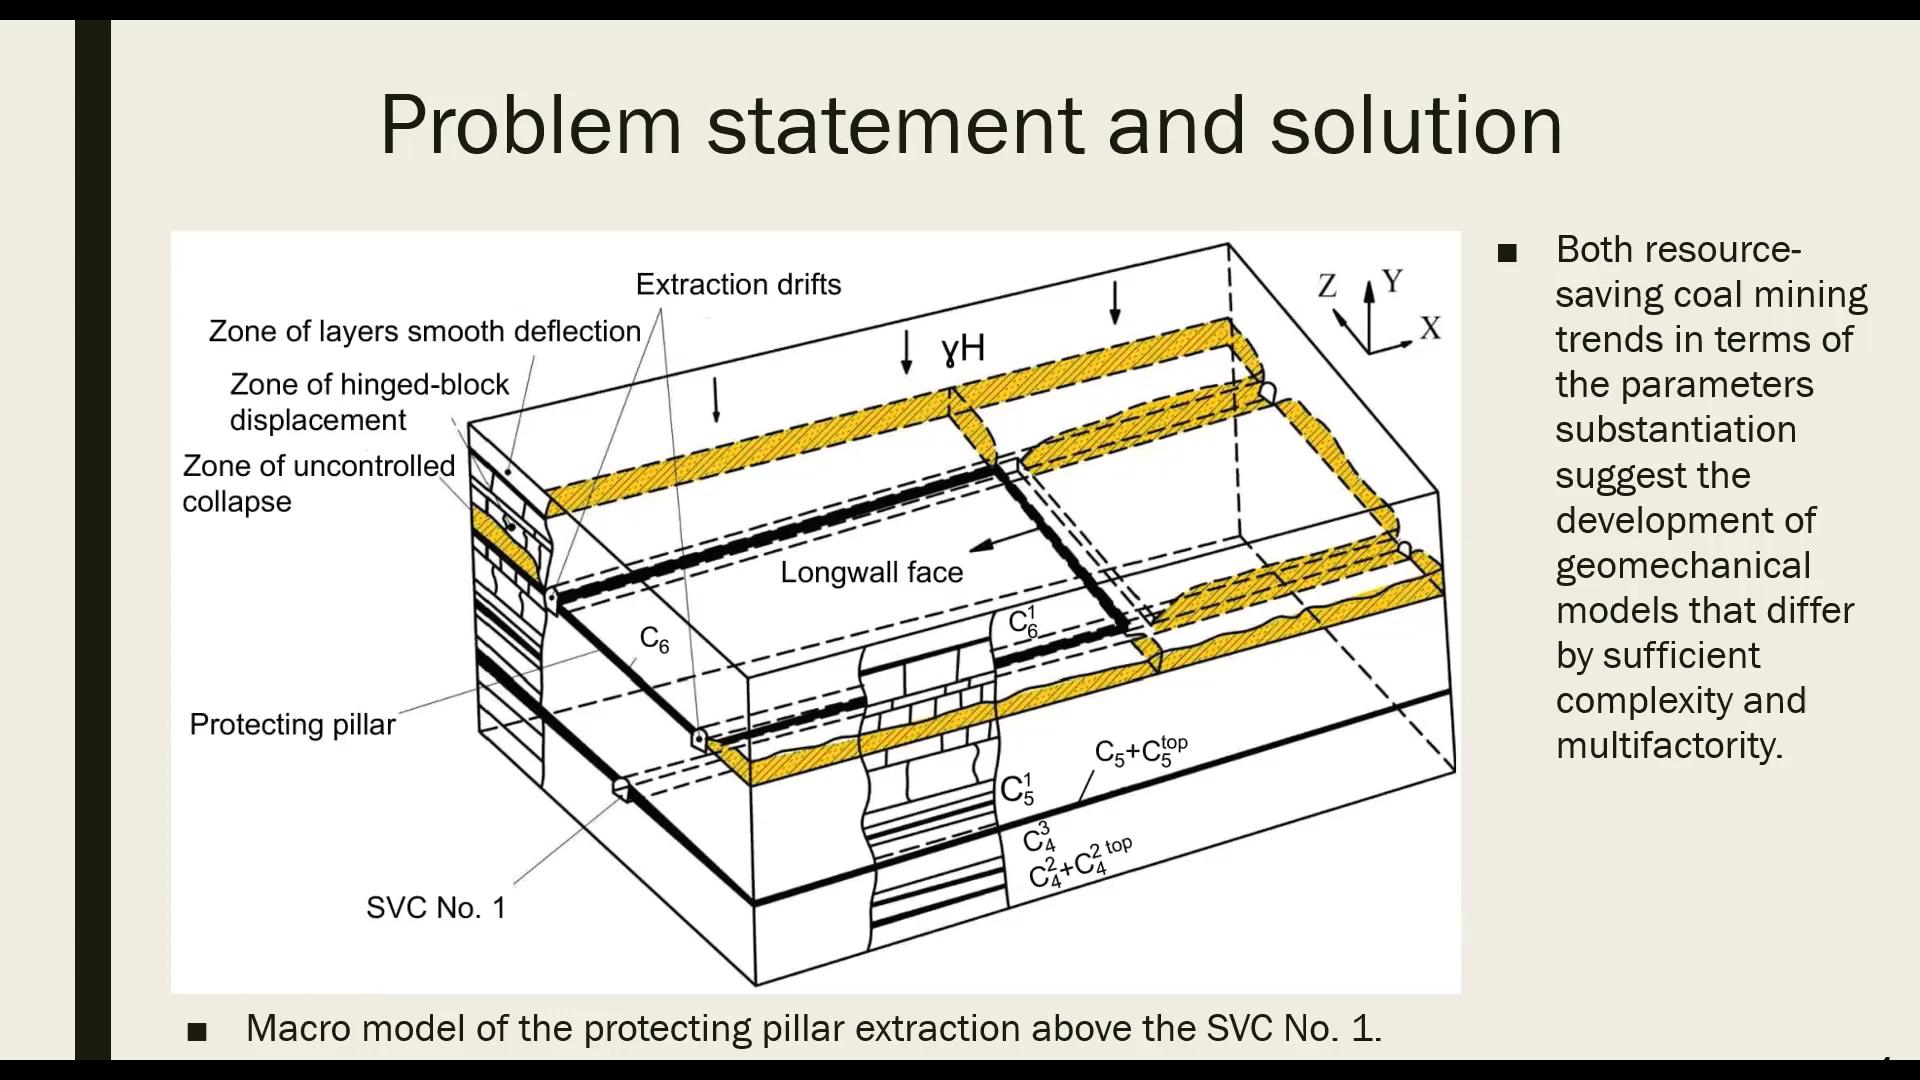 Problem statement and solution
Extraction drifts
Zone of layers smooth deflection
Zone of hinged-block
displacement
Zone of uncontrolled
collapse
γH
Z
Y
X
Longwall face
C₆
C₆¹
Protecting pillar
C₅+C₅ᵗᵒᵖ
C₅¹
C₄³
C₄²+C₄² ᵗᵒᵖ
SVC No. 1
■ Both resource-
saving coal mining
trends in terms of
the parameters
substantiation
suggest the
development of
geomechanical
models that differ
by sufficient
complexity and
multifactority.
■ Macro model of the protecting pillar extraction above the SVC No. 1.